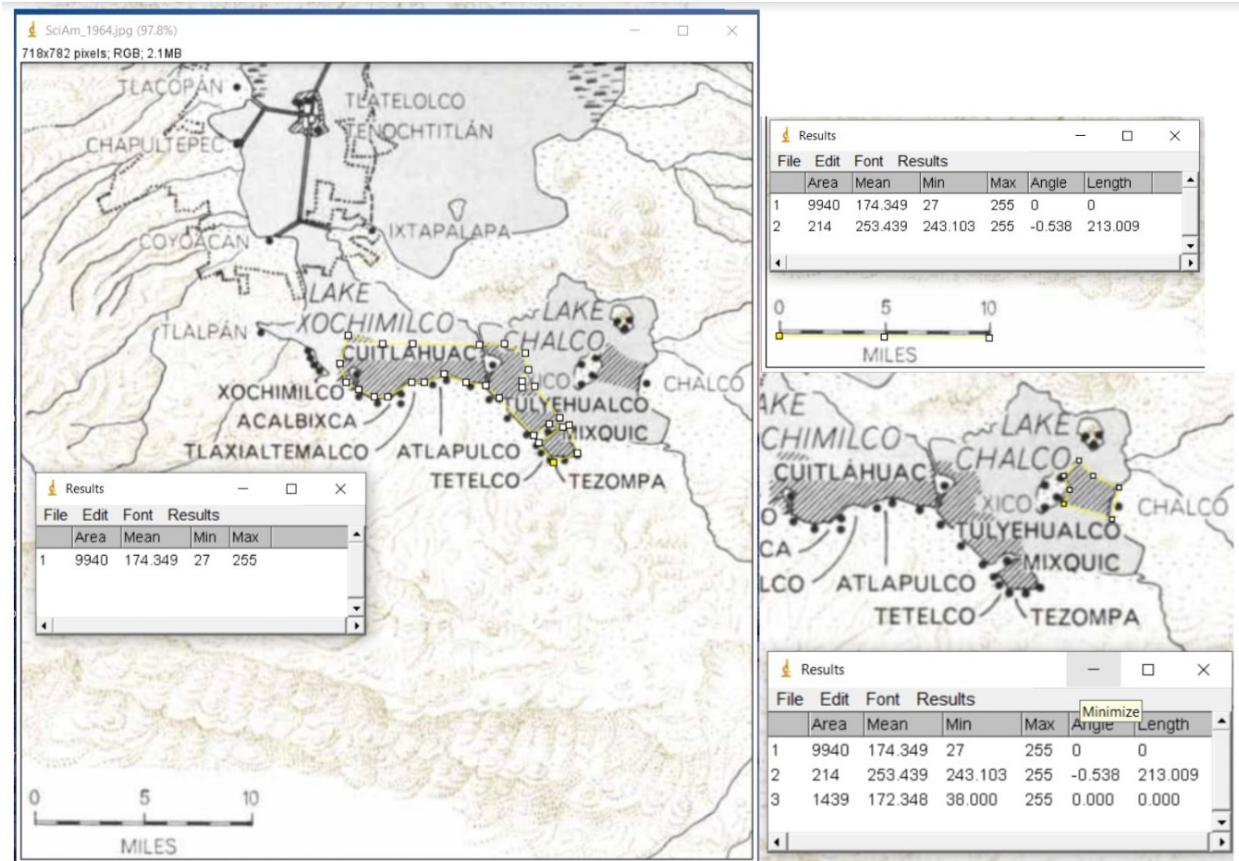 SciAm_1964.jpg (97.8%)
718x782 pixels; RGB; 2.1MB
TLACOPÁN
TLATELOLCO
TENOCHTITLÁN
CHAPULTEPEC
COYOACÁN
IXTAPALAPA
LAKE
XOCHIMILCO
LAKE
CHALCO
TLALPÁN
CUITLÁHUAC
XICO
CHALCO
XOCHIMILCO
TULYEHUALCO
ACALBIXCA
MIXQUIC
TLAXIALTEMALCO
ATLAPULCO
TETELCO
TEZOMPA
Results
File Edit Font Results
Area Mean Min Max
1 9940 174.349 27 255
0 5 10
MILES
Results
File Edit Font Results
Area Mean Min Max Angle Length
1 9940 174.349 27 255 0 0
2 214 253.439 243.103 255 -0.538 213.009
0 5 10
MILES
AKE
CHIMILCO
LAKE
CHALCO
CUITLÁHUAC
XICO
CHALCO
O
TULYEHUALCO
CA
MIXQUIC
LCO
ATLAPULCO
TETELCO
TEZOMPA
Results
File Edit Font Results
Minimize
Area Mean Min Max Angle Length
1 9940 174.349 27 255 0 0
2 214 253.439 243.103 255 -0.538 213.009
3 1439 172.348 38.000 255 0.000 0.000